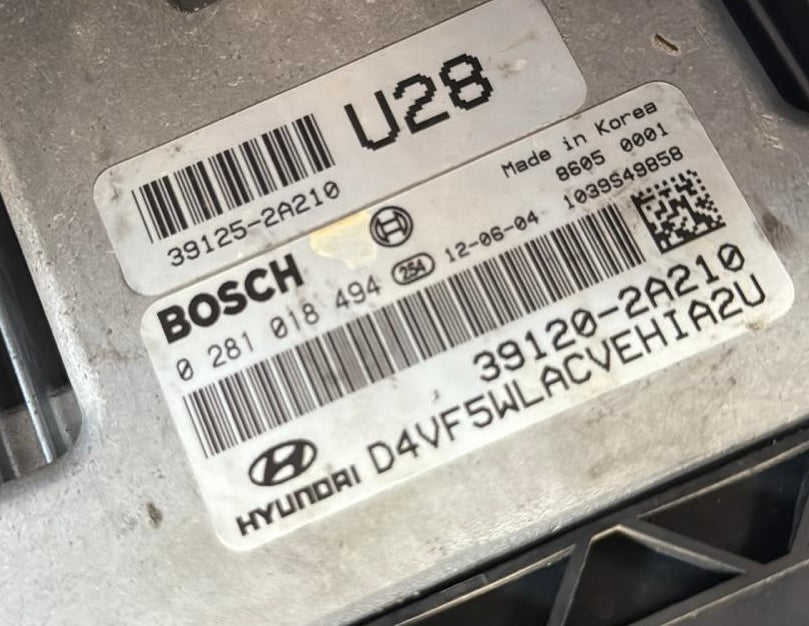 U28
39125-2A210
Made in Korea
8605 0001
1039S49858
BOSCH
0 281 018 494 254 12-06-04
39120-2A210
HYUNDAI D4VF5WLACVEHIA2U